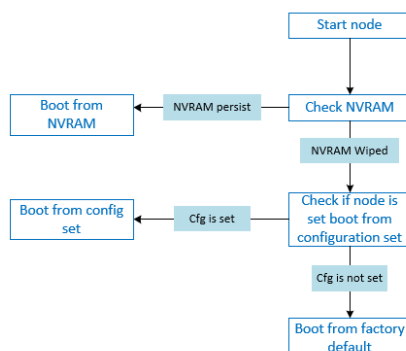 Start node
Boot from
NVRAM
NVRAM persist
Check NVRAM
NVRAM Wiped
Boot from config
set
Cfg is set
Check if node is
set boot from
configuration set
Cfg is not set
Boot from factory
default